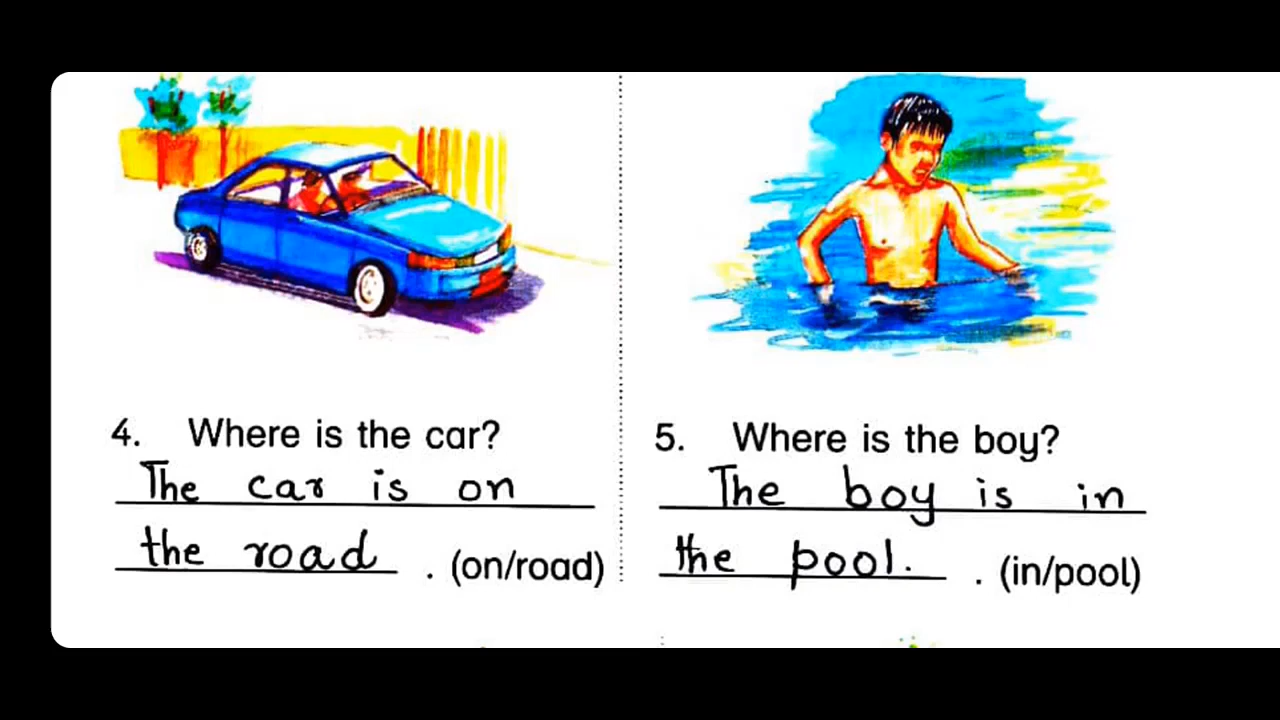 4. Where is the car?
The car is on
the road . (on/road)
5. Where is the boy?
The boy is in
the pool. . (in/pool)